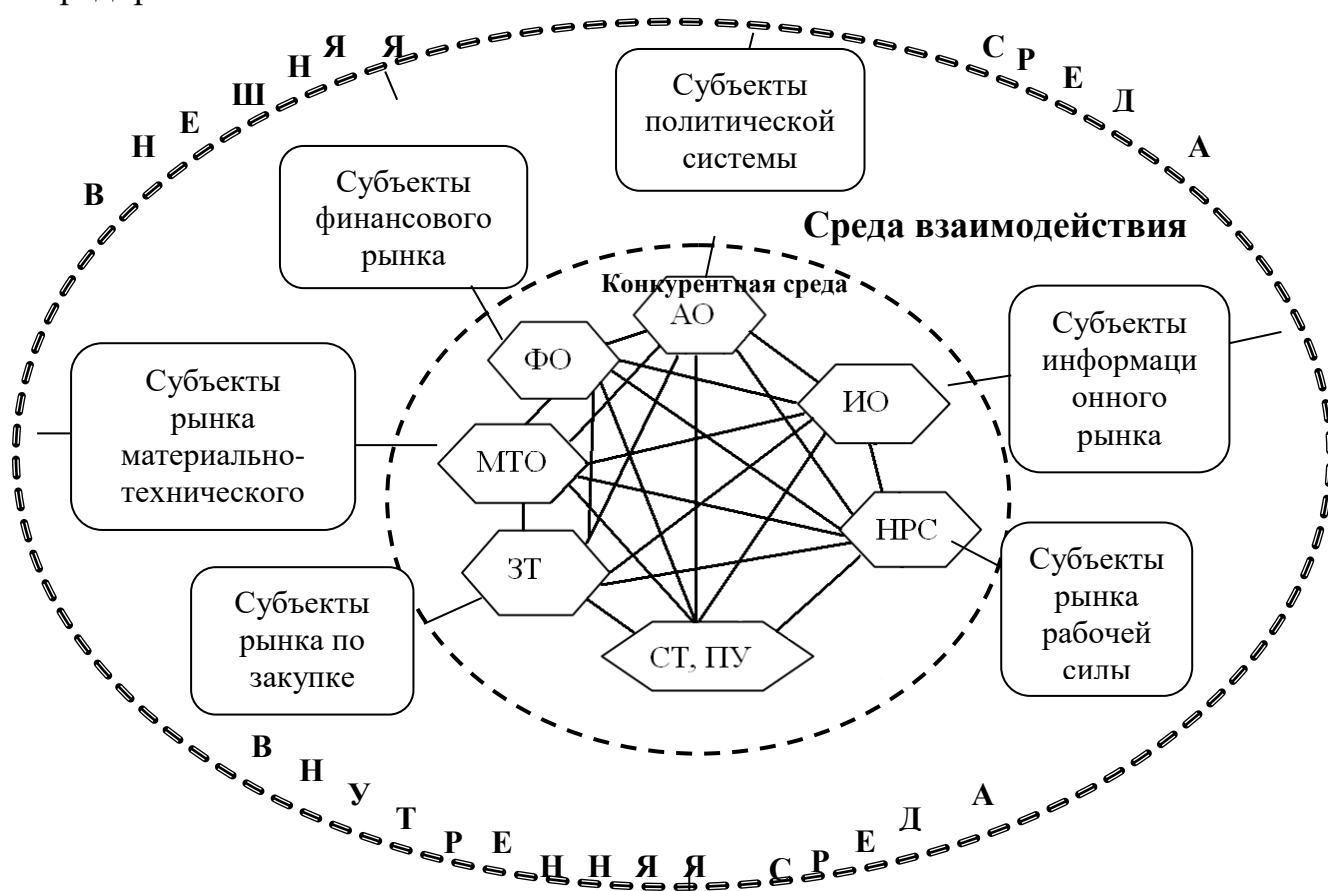 ВНЕШНЯЯ СРЕДА
Субъекты
политической
системы
Субъекты
финансового
рынка
Среда взаимодействия
Конкурентная среда
АО
ФО
ИО
МТО
НРС
ЗТ
СТ, ПУ
Субъекты
информаци
онного
рынка
Субъекты
рынка
материально-
технического
Субъекты
рынка по
закупке
Субъекты
рынка
рабочей
силы
ВНУТРЕННЯЯ СРЕДА